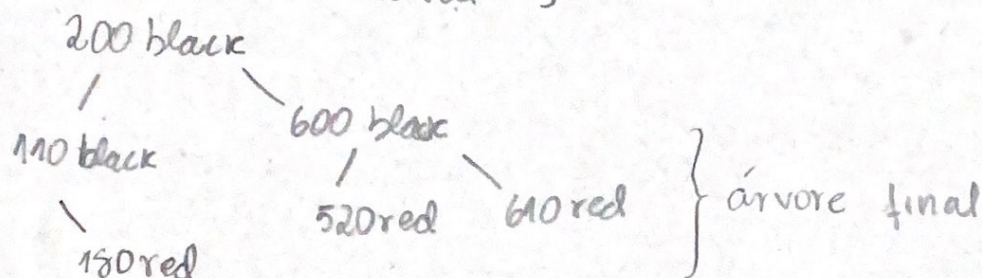 200 black
600 black
110 black
520 red 610 red } árvore final
180 red